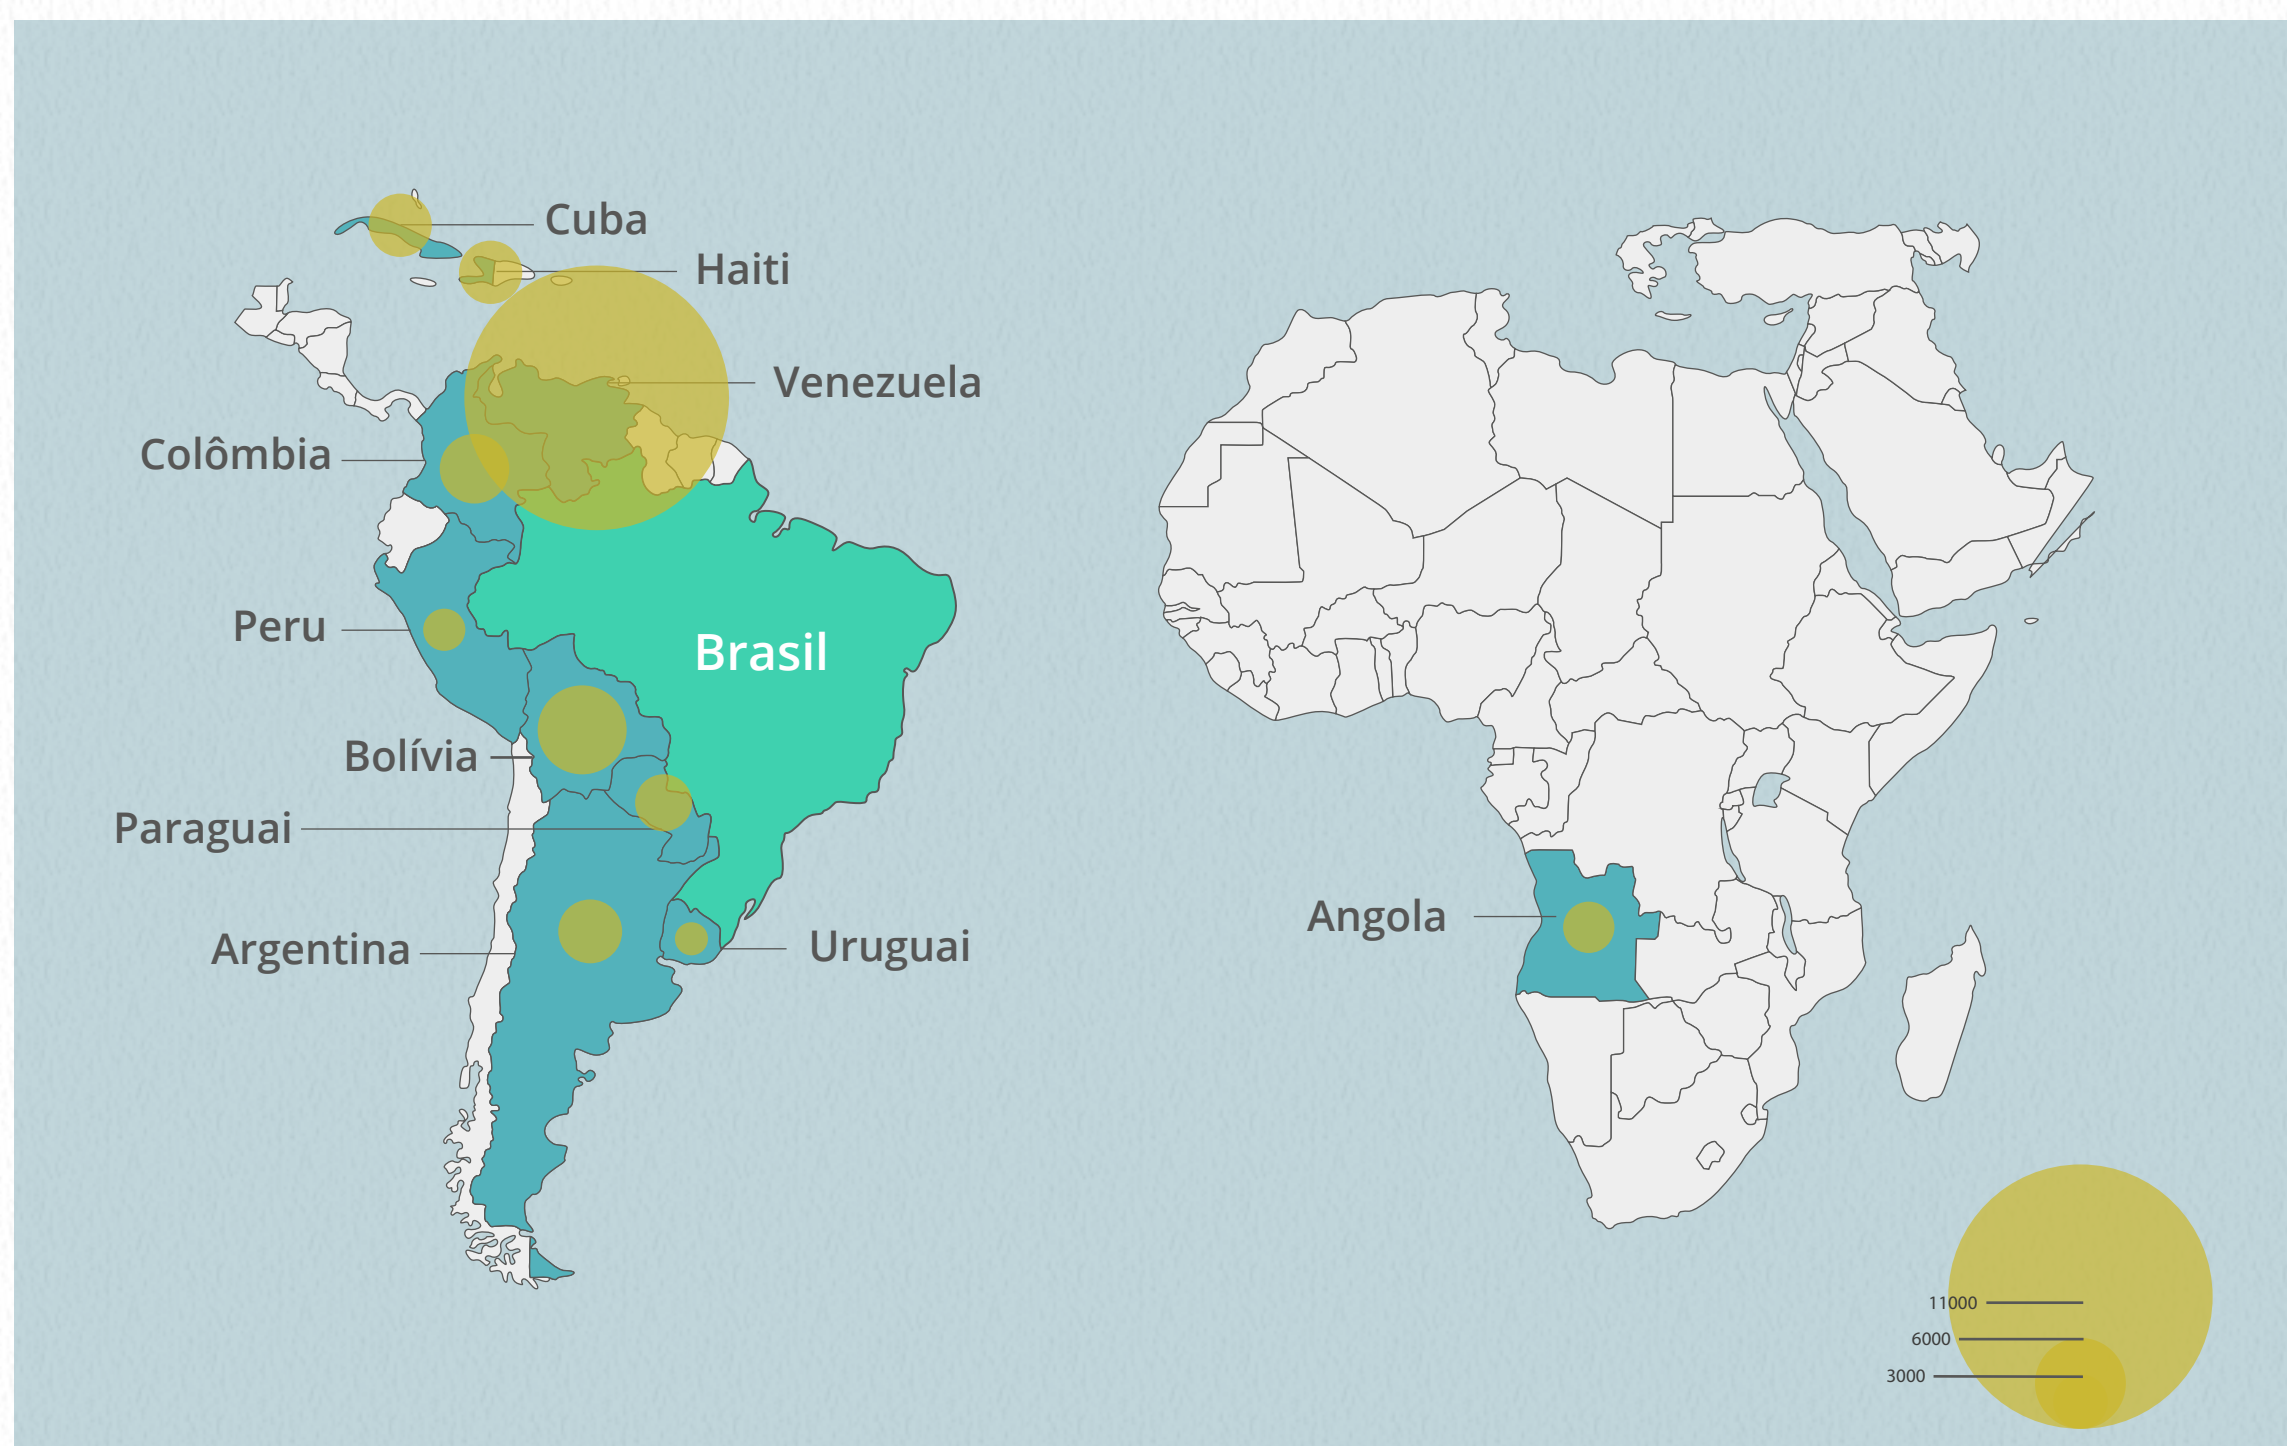 Cuba
Haiti
Venezuela
Colômbia
Peru
Brasil
Bolívia
Paraguai
Argentina
Uruguai
Angola
11000
6000
3000